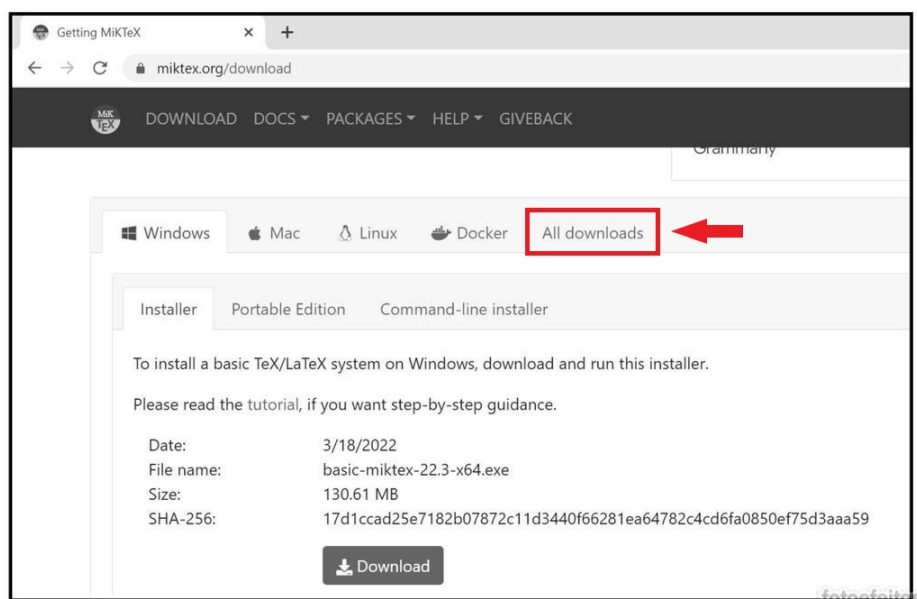 Getting MiKTeX
miktex.org/download
MiK
TEX
DOWNLOAD DOCS PACKAGES HELP GIVEBACK
Grammarly
Windows Mac Linux Docker All downloads
Installer Portable Edition Command-line installer
To install a basic TeX/LaTeX system on Windows, download and run this installer.
Please read the tutorial, if you want step-by-step guidance.
Date: 3/18/2022
File name: basic-miktex-22.3-x64.exe
Size: 130.61 MB
SHA-256: 17d1ccad25e7182b07872c11d3440f66281ea64782c4cd6fa0850ef75d3aaa59
Download